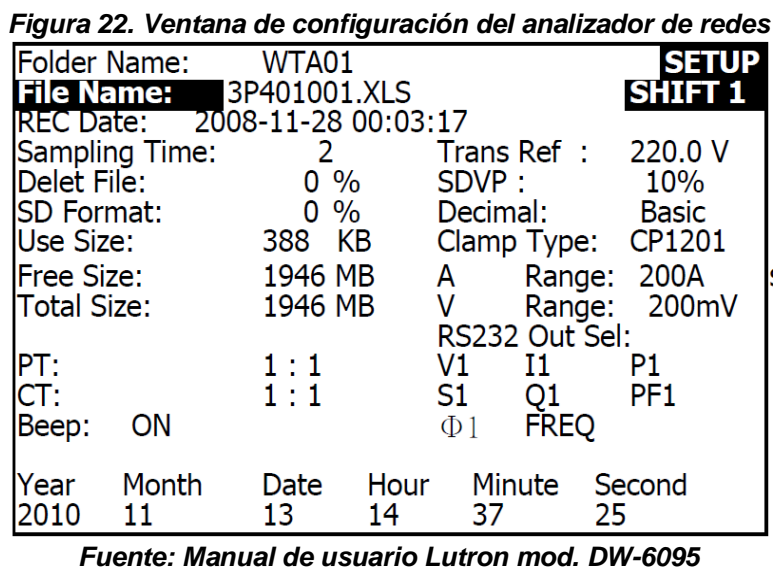 Figura 22. Ventana de configuración del analizador de redes
Folder Name: WTA01 SETUP
File Name: 3P401001.XLS SHIFT 1
REC Date: 2008-11-28 00:03:17
Sampling Time: 2 Trans Ref : 220.0 V
Delet File: 0 % SDVP : 10%
SD Format: 0 % Decimal: Basic
Use Size: 388 KB Clamp Type: CP1201
Free Size: 1946 MB A Range: 200A
Total Size: 1946 MB V Range: 200mV
RS232 Out Sel:
PT: 1 : 1 V1 I1 P1
CT: 1 : 1 S1 Q1 PF1
Beep: ON Φ1 FREQ
Year Month Date Hour Minute Second
2010 11 13 14 37 25
Fuente: Manual de usuario Lutron mod. DW-6095